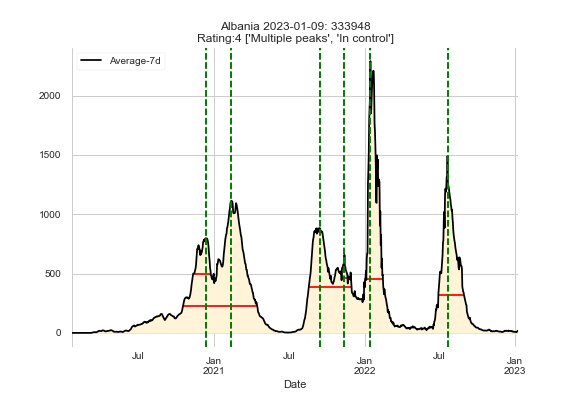 Albania 2023-01-09: 333948
Rating:4 ['Multiple peaks', 'In control']
Average-7d
2000
1500
1000
500
0
Jul
Jan
2021
Jul
Jan
2022
Jul
Jan
2023
Date